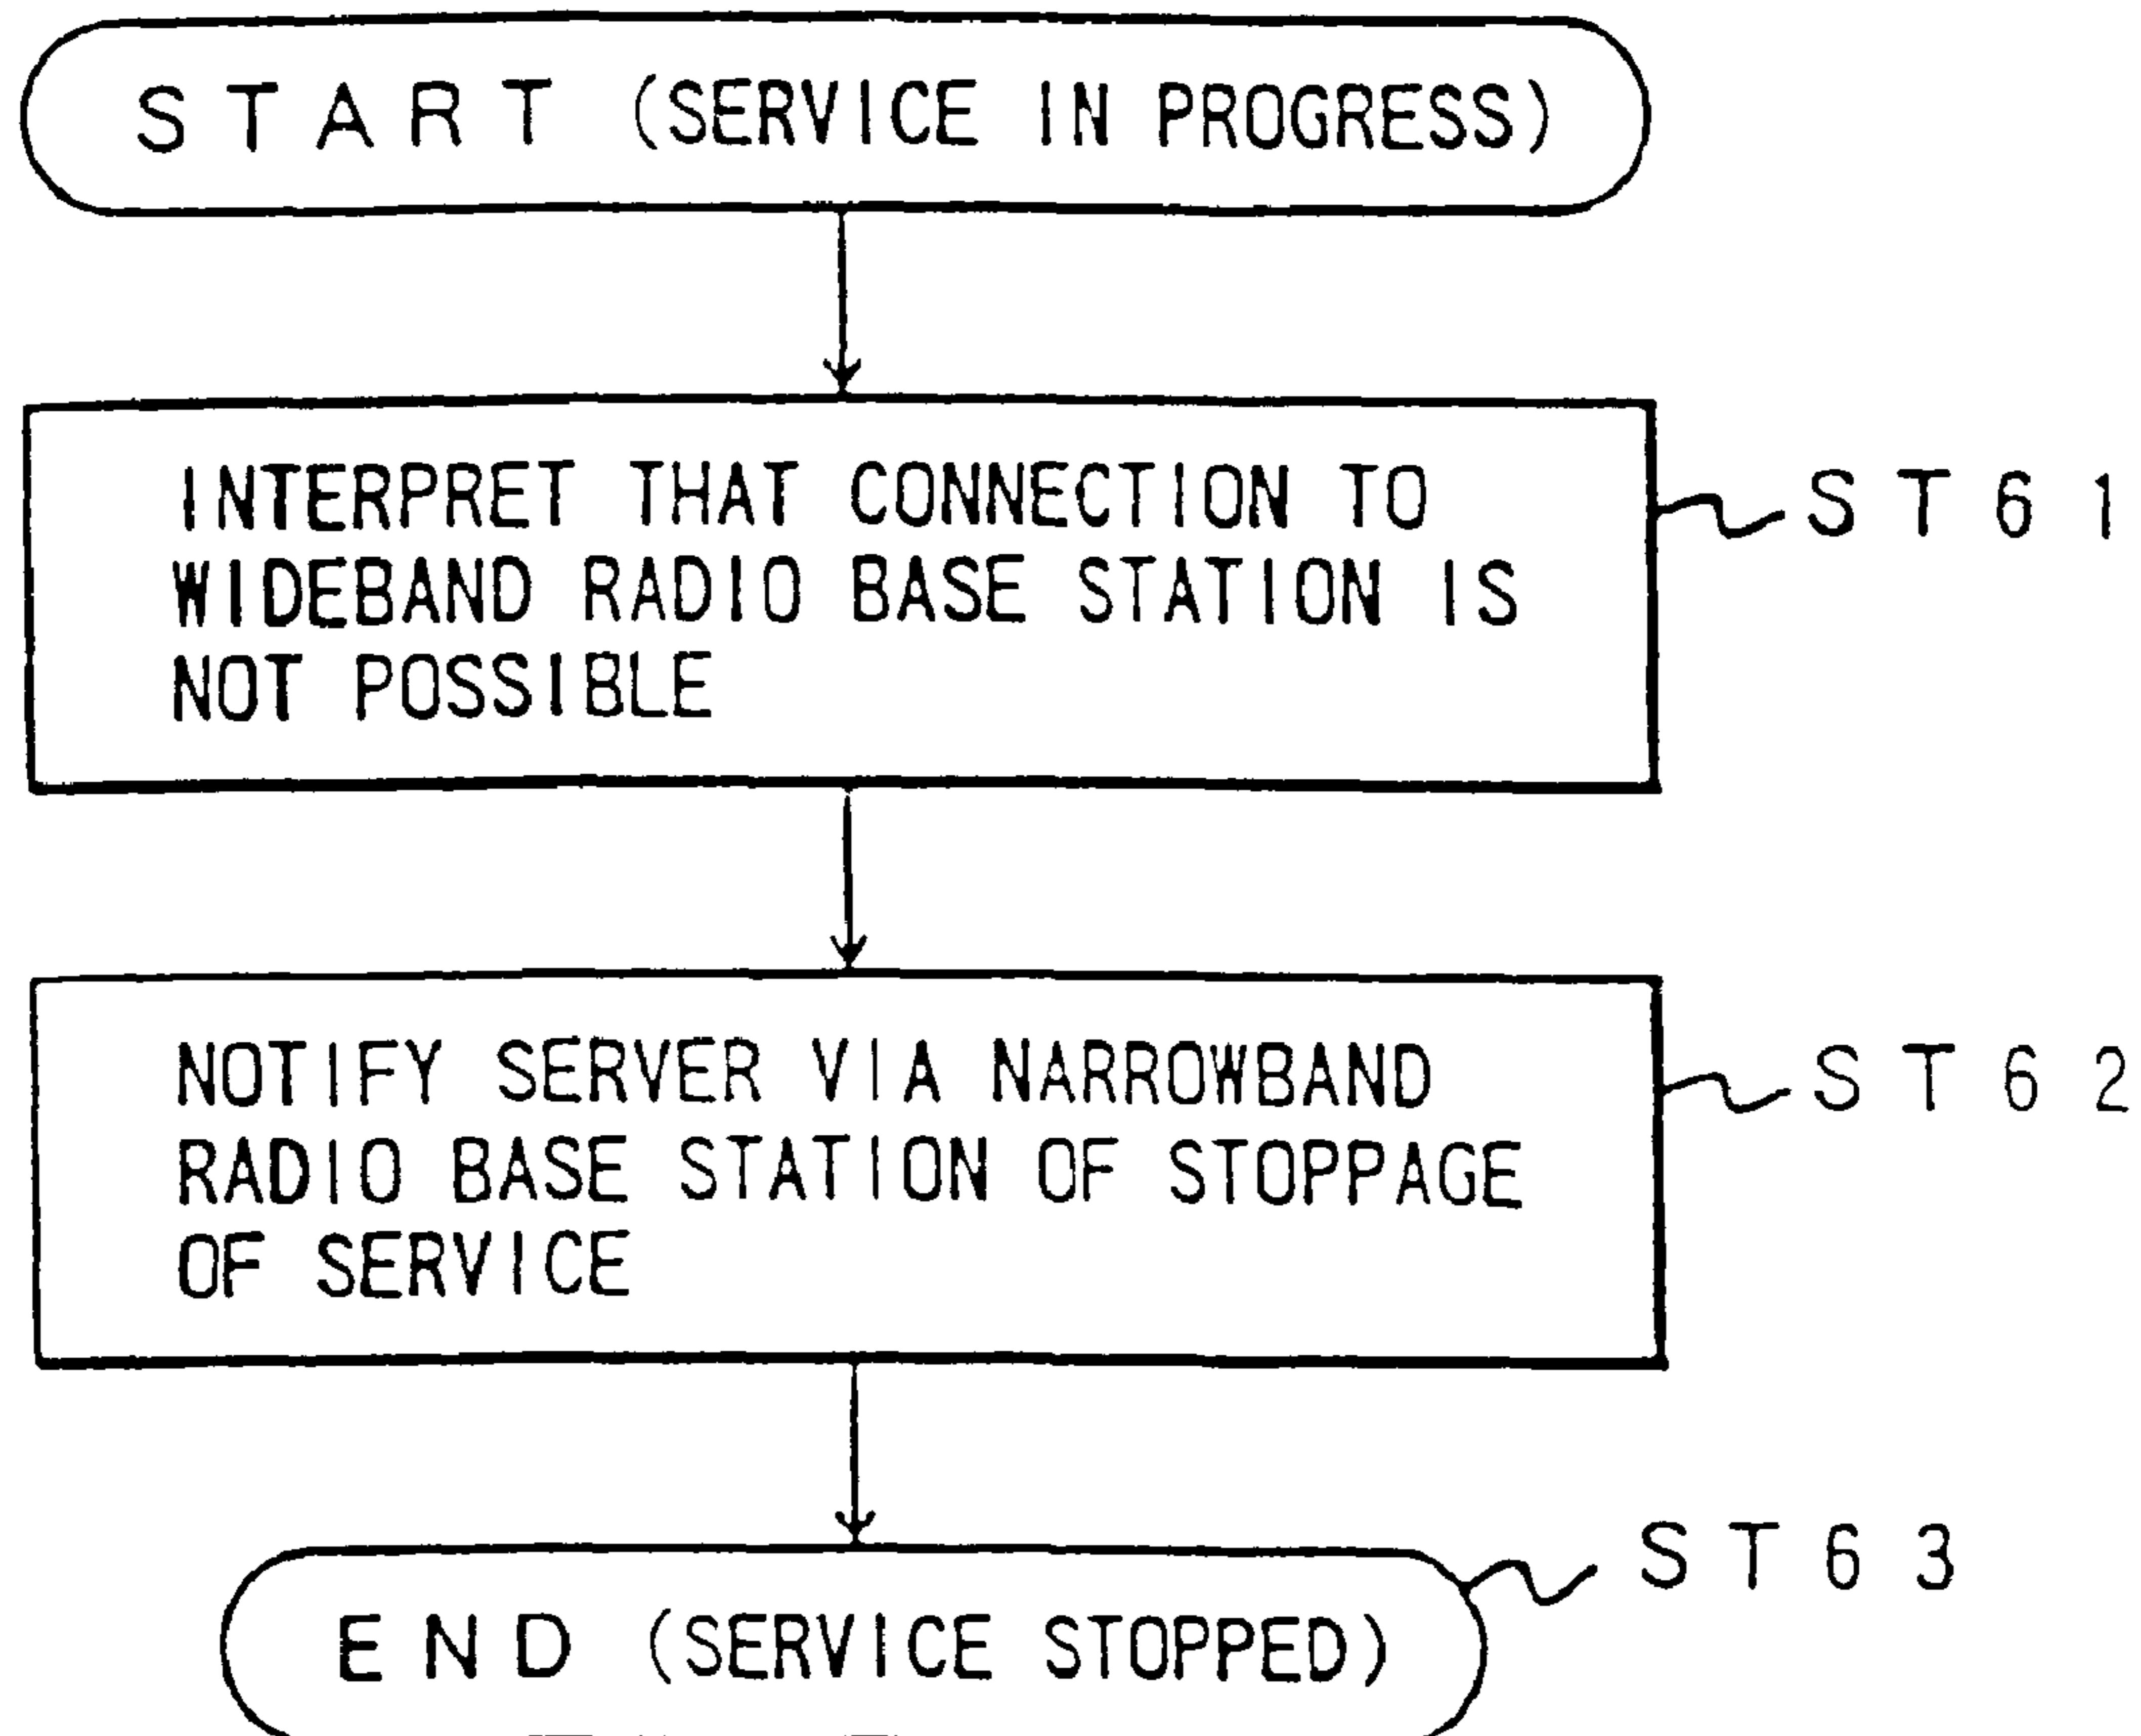 START (SERVICE IN PROGRESS)
INTERPRET THAT CONNECTION TO
WIDEBAND RADIO BASE STATION IS
NOT POSSIBLE
ST61
NOTIFY SERVER VIA NARROWBAND
RADIO BASE STATION OF STOPPAGE
OF SERVICE
ST62
ST63
END (SERVICE STOPPED)